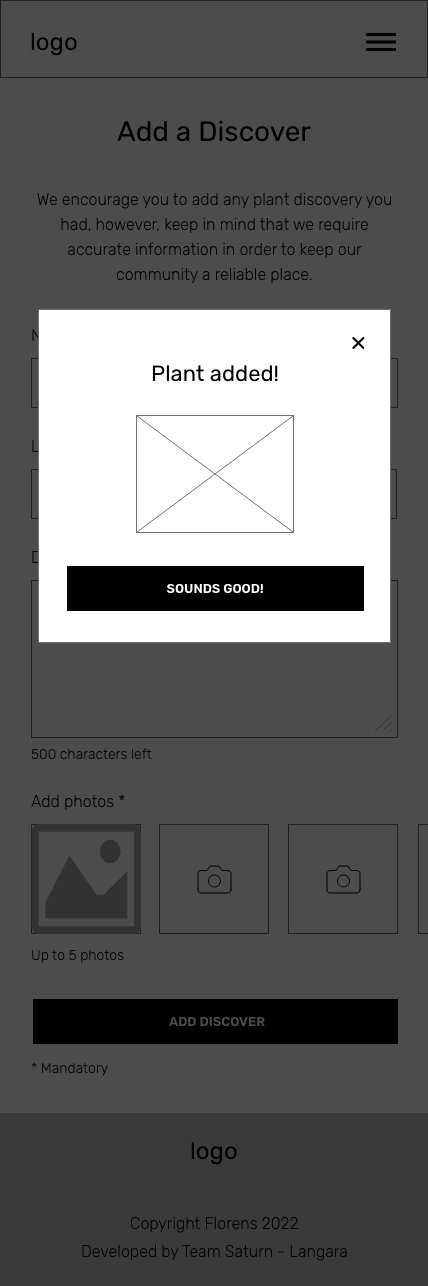 logo
Add a Discover
We encourage you to add any plant discovery you
had, however, keep in mind that we require
accurate information in order to keep our
community a reliable place.
N
Plant added!
L
D
SOUNDS GOOD!
500 characters left
Add photos *
Up to 5 photos
ADD DISCOVER
* Mandatory
logo
Copyright Florens 2022
Developed by Team Saturn - Langara